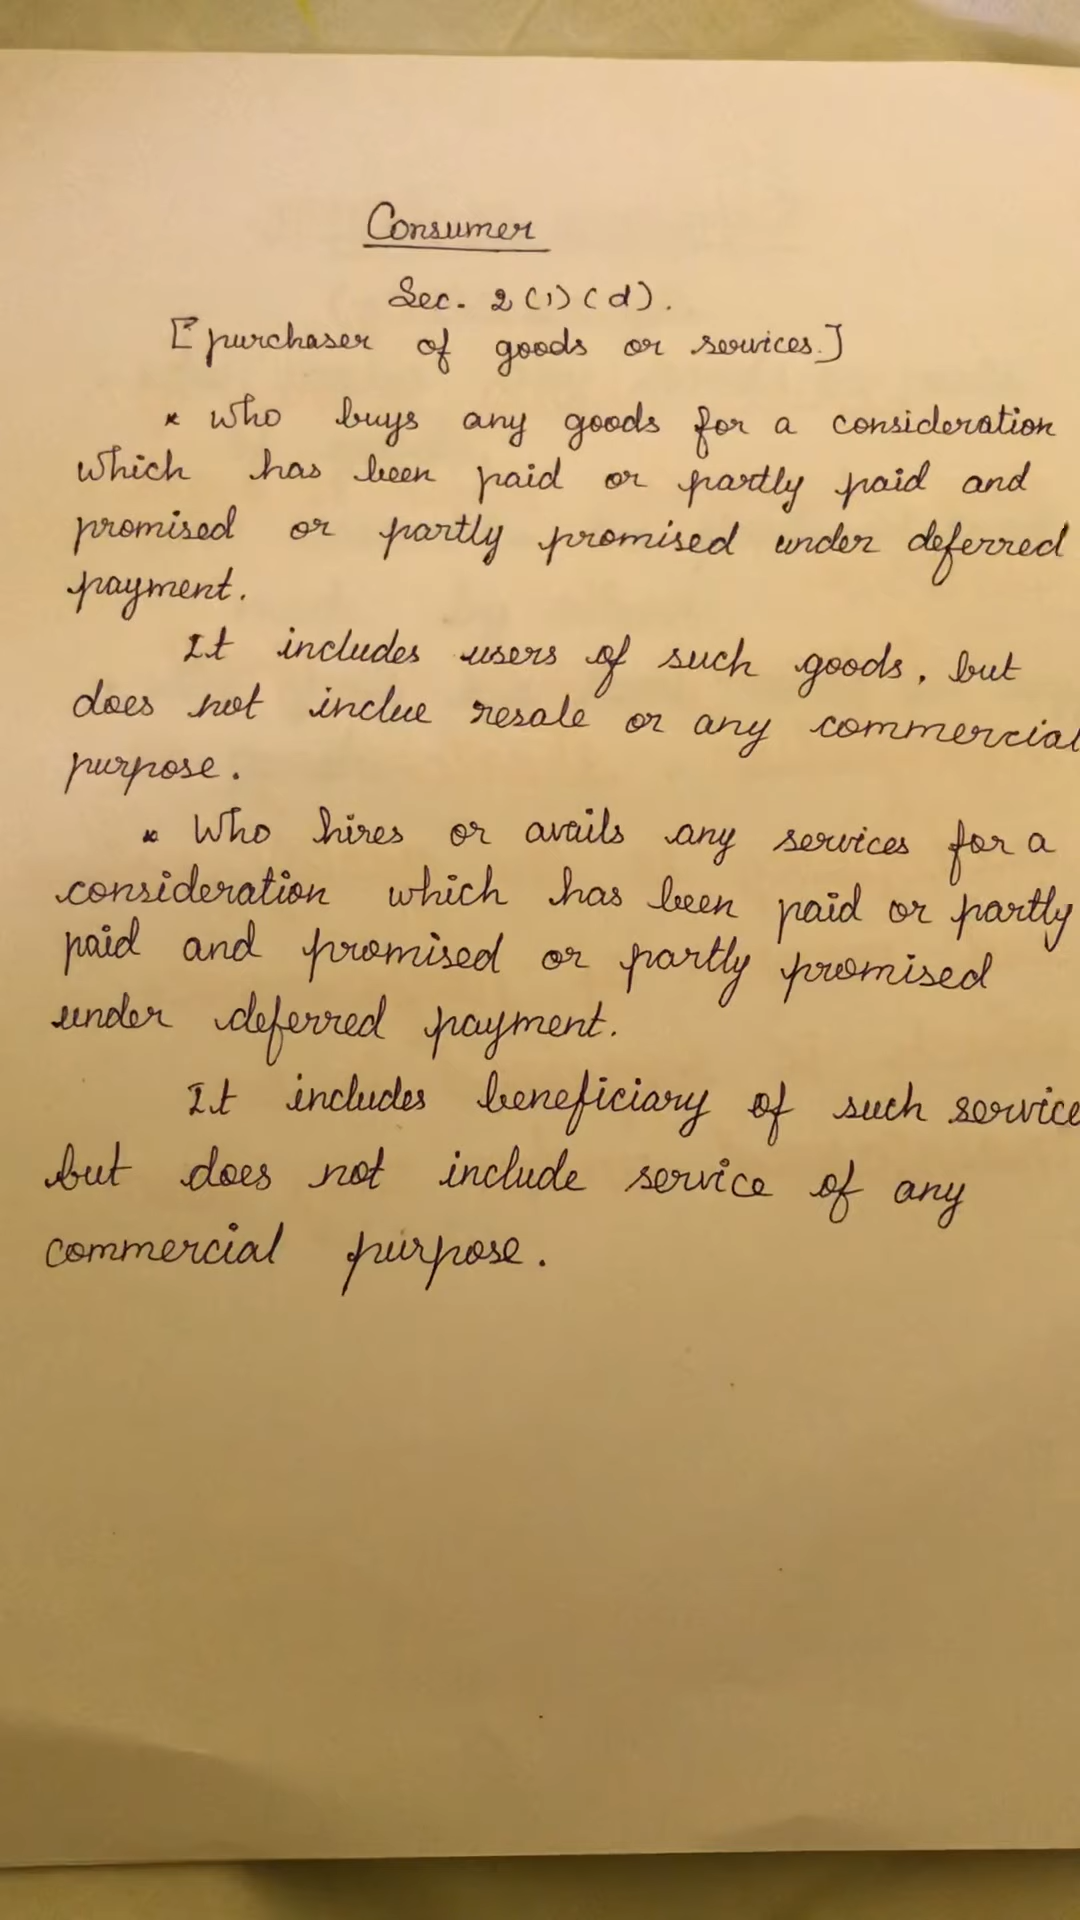 Consumer
Sec. 2(1)(d).
[purchaser of goods or services.]
* Who buys any goods for a consideration
which has been paid or partly paid and
promised or partly promised under deferred
payment.
It includes users of such goods, but
does not inclue resale or any commercial
purpose.
* Who hires or avails any services for a
consideration which has been paid or partly
paid and promised or partly promised
under deferred payment.
It includes beneficiary of such service
but does not include service of any
commercial purpose.